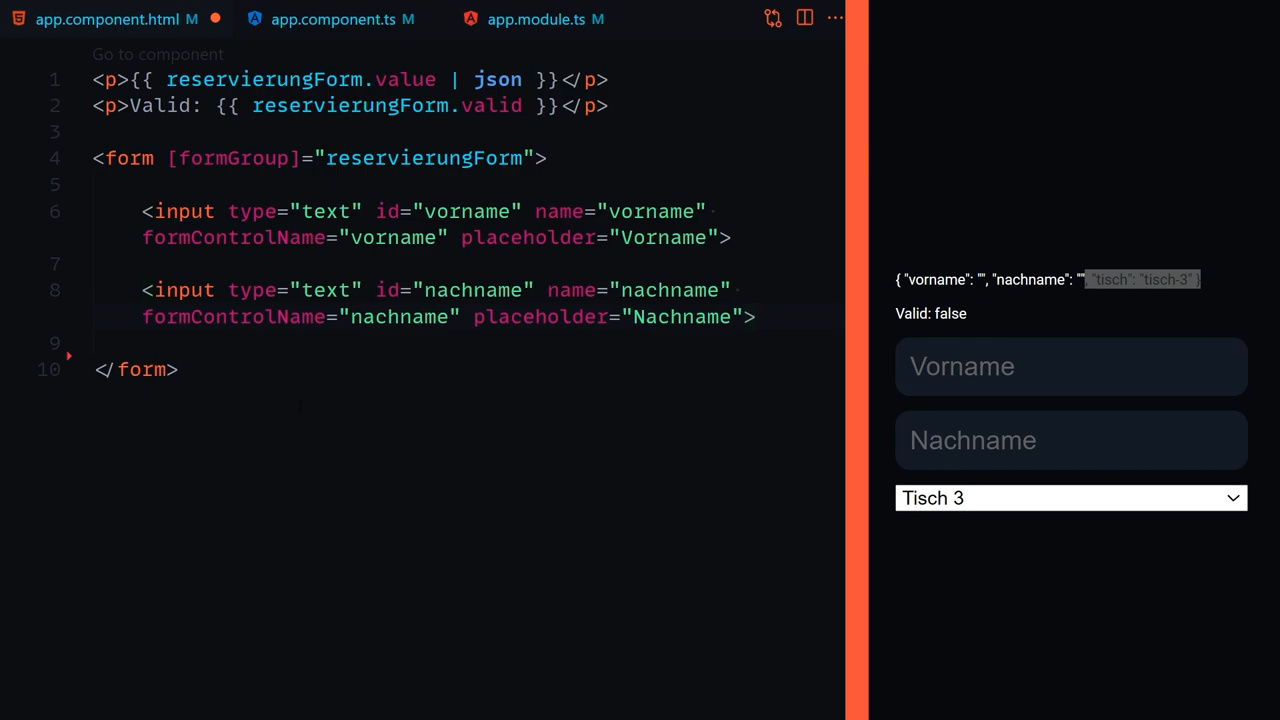 app.component.html M
app.component.ts M
app.module.ts M
Go to component
1 <p>{{ reservierungForm.value | json }}</p>
2 <p>Valid: {{ reservierungForm.valid }}</p>
3
4 <form [formGroup]="reservierungForm">
5
6 <input type="text" id="vorname" name="vorname"
formControlName="vorname" placeholder="Vorname">
7
8 <input type="text" id="nachname" name="nachname"
formControlName="nachname" placeholder="Nachname">
9
10 </form>
{ "vorname": "", "nachname": "", "tisch": "tisch-3" }
Valid: false
Vorname
Nachname
Tisch 3